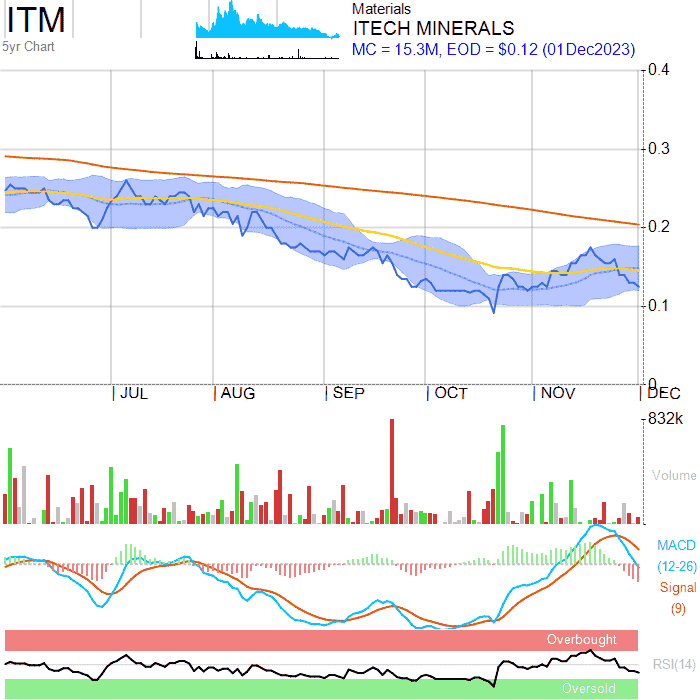 ITM
5yr Chart
Materials
ITECH MINERALS
MC = 15.3M, EOD = $0.12 (01Dec2023)
0.4
0.3
0.2
0.1
0
JUL AUG SEP OCT NOV DEC
832k
Volume
MACD
(12-26)
Signal
(9)
Overbought
RSI(14)
Oversold